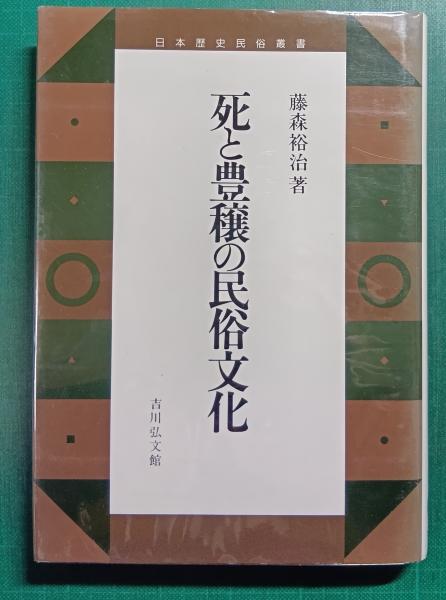 日本歴史民俗叢書
藤森裕治著
死と豊穣の民俗文化
吉川弘文館